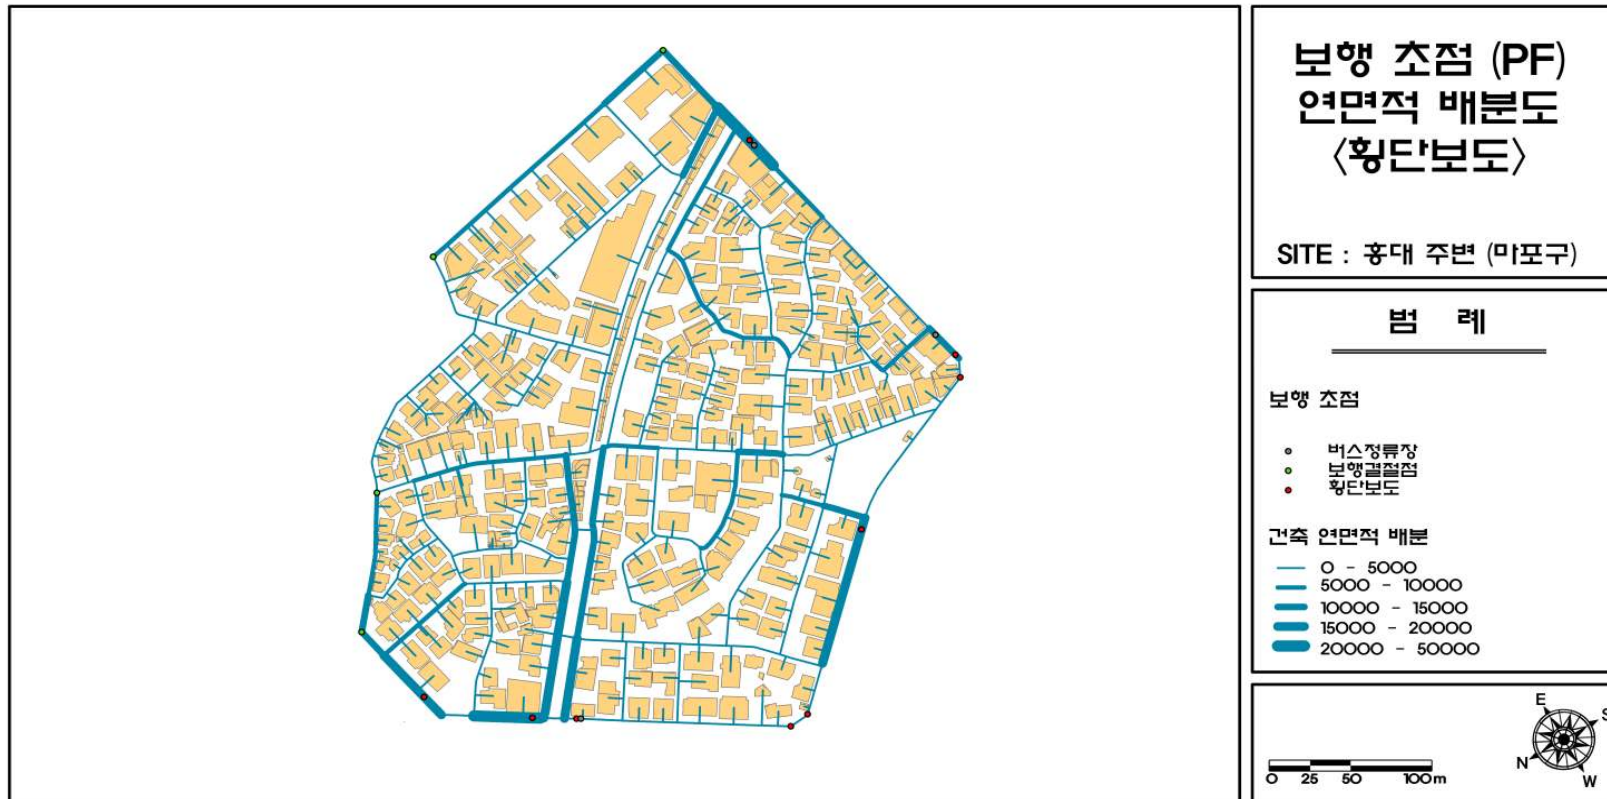 보행 초점 (PF)
연면적 배분도
〈횡단보도〉
SITE : 홍대 주변 (마포구)
범 례
보행 초점
버스정류장
보행결절점
횡단보도
건축 연면적 배분
0 - 5000
5000 - 10000
10000 - 15000
15000 - 20000
20000 - 50000
0 25 50 100m
E
S
N
W